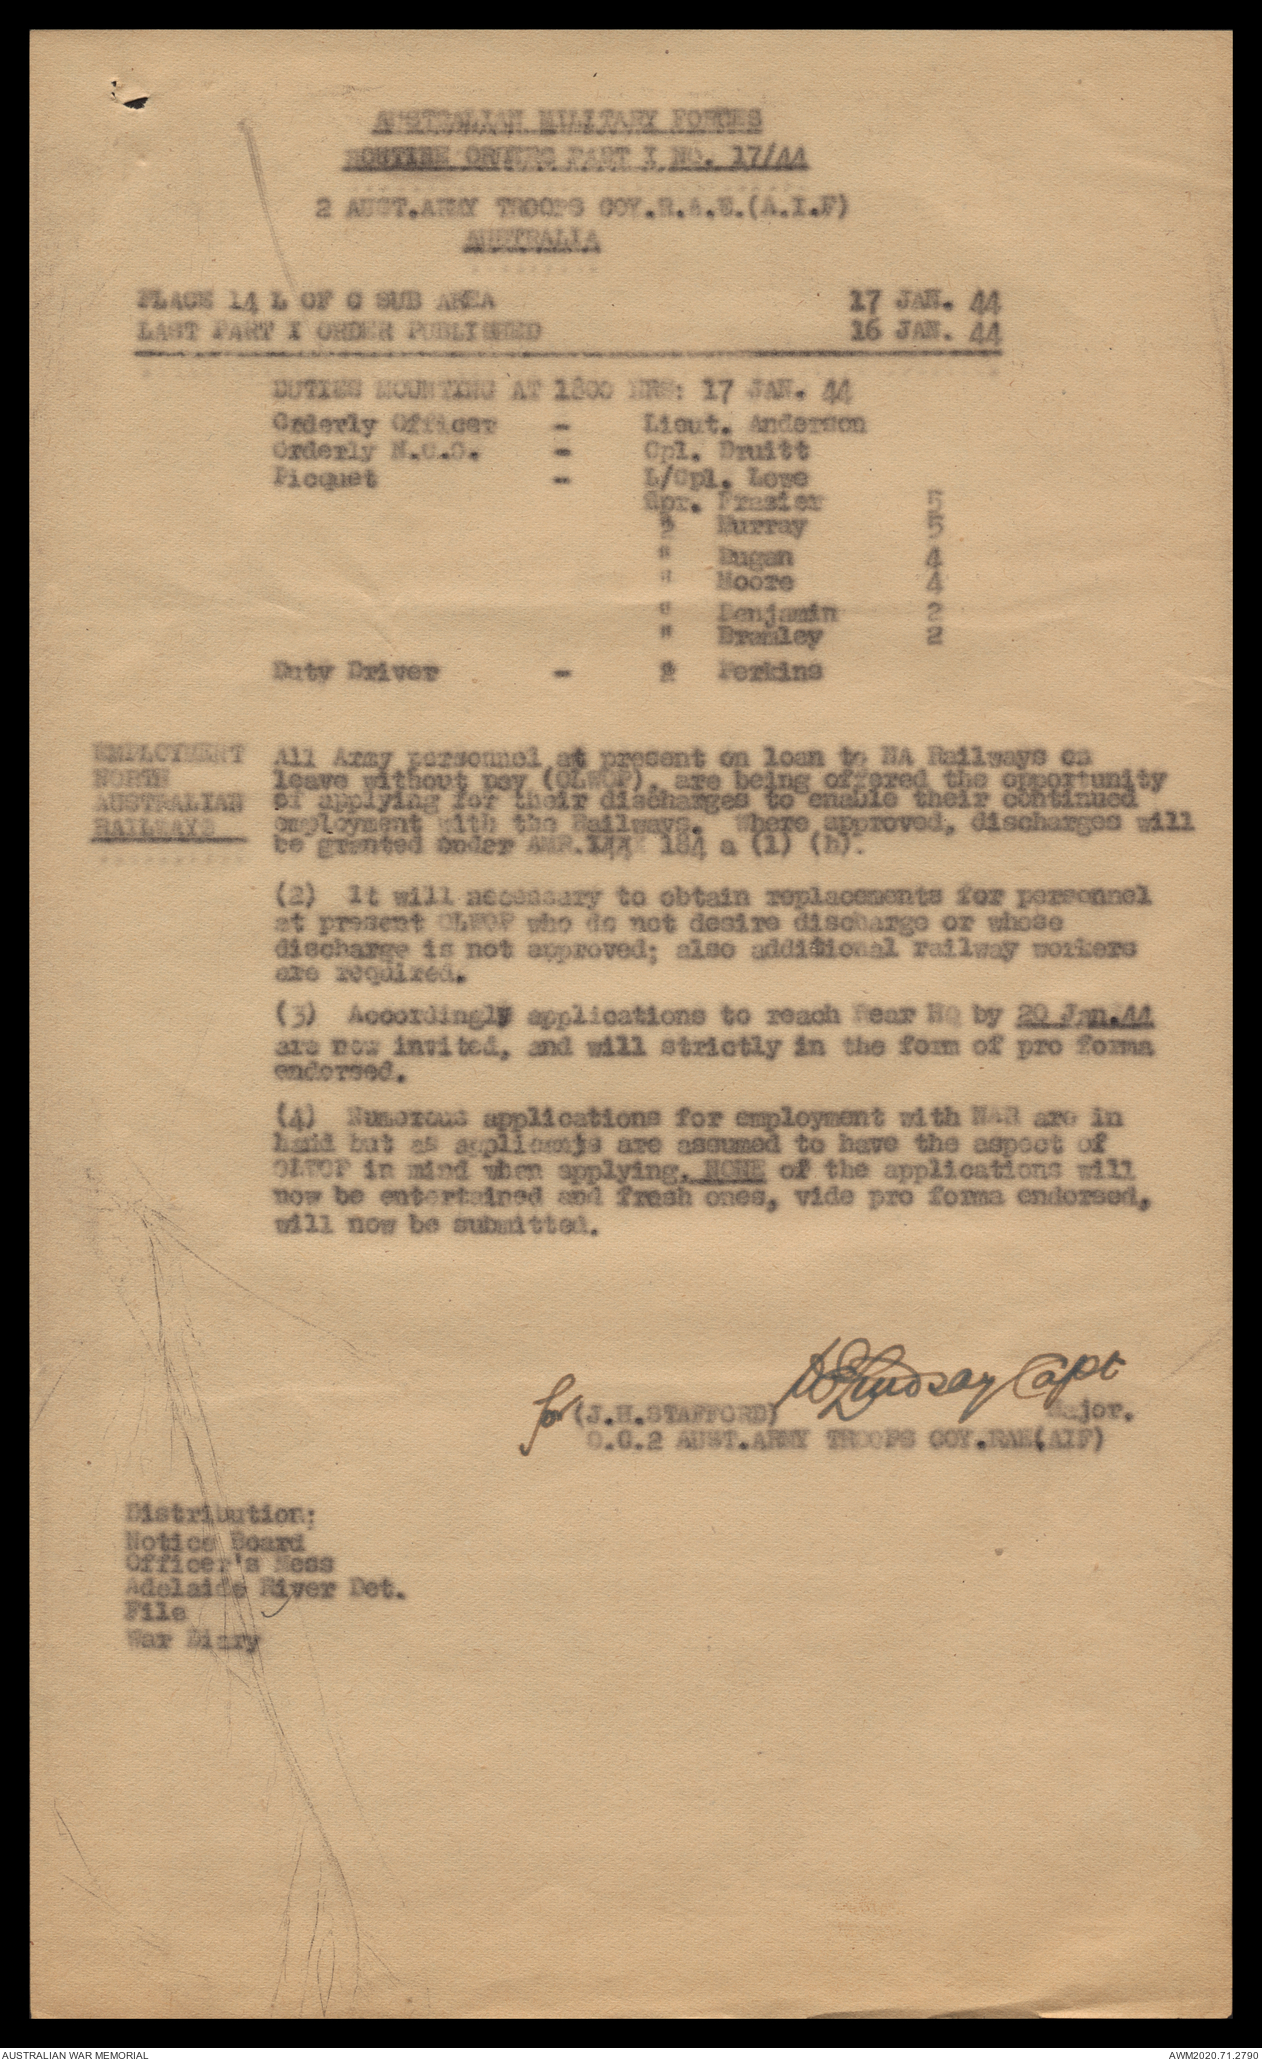 AUSTRALIAN MILITARY FORCES
ROUTINE ORDERS PART I NO. 17/44
2 AUST.ARMY TROOPS COY.R.A.E.(A.I.F)
AUSTRALIA
PLACE 14 L OF C SUB AREA 17 JAN. 44
LAST PART I ORDER PUBLISHED 16 JAN. 44
DUTIES MOUNTING AT 1800 HRS: 17 JAN. 44
Orderly Officer - Lieut. Anderson
Orderly N.C.O. - Cpl. Druitt
Picquet - L/Cpl. Lowe
Spr. Frasier 5
" Murray 5
" Dugan 4
" Moore 4
" Benjamin 2
" Bramley 2
Duty Driver - " Perkins
EMPLOYMENT
NORTH
AUSTRALIAN
RAILWAYS
All Army personnel at present on loan to NA Railways on
leave without pay (OLWOP), are being offered the opportunity
of applying for their discharges to enable their continued
employment with the Railways. Where approved, discharges will
be granted under AMR. 184 a (1) (h).
(2) It will necessary to obtain replacements for personnel
at present OLWOP who do not desire discharge or whose
discharge is not approved; also additional railway workers
are required.
(3) Accordingly applications to reach Rear HQ by 20 Jan.44
are now invited, and will strictly in the form of pro forma
endorsed.
(4) Numerous applications for employment with NAR are in
hand but as applicants are assumed to have the aspect of
OLWOP in mind when applying, NONE of the applications will
now be entertained and fresh ones, vide pro forma endorsed,
will now be submitted.
Lindsay Capt
for (J.H.STAFFORD) Major.
O.C.2 AUST.ARMY TROOPS COY.RAE(AIF)
Distribution:
Notice Board
Officer's Mess
Adelaide River Det.
File
War Diary
AUSTRALIAN WAR MEMORIAL AWM2020.71.2790